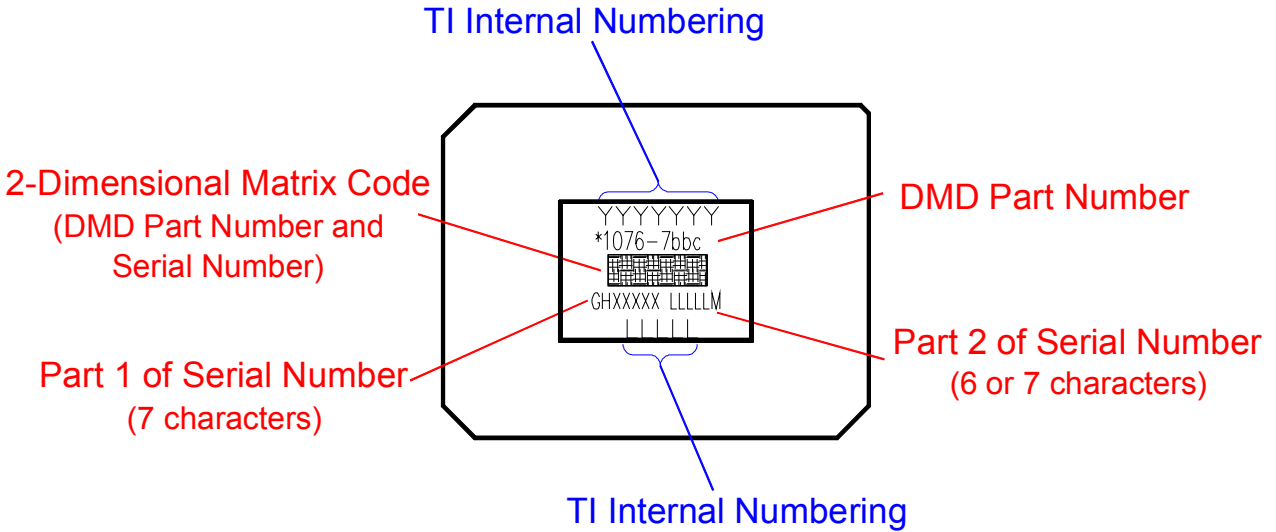 TI Internal Numbering
2-Dimensional Matrix Code
(DMD Part Number and
Serial Number)
DMD Part Number
YYYYYYY
*1076-7bbc
GHXXXXX LLLLLM
LLLLL
Part 1 of Serial Number
(7 characters)
Part 2 of Serial Number
(6 or 7 characters)
TI Internal Numbering